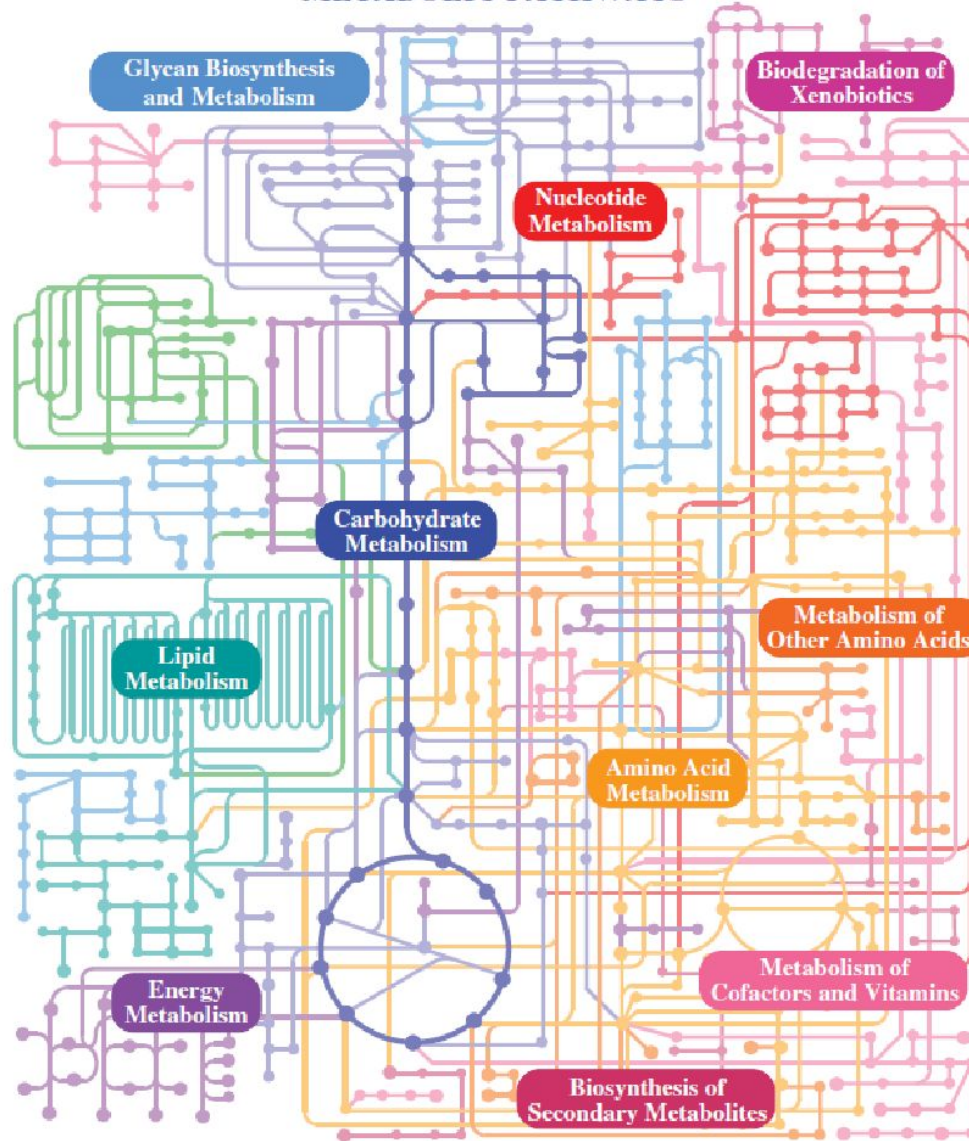 Glycan Biosynthesis
and Metabolism
Biodegradation of
Xenobiotics
Nucleotide
Metabolism
Carbohydrate
Metabolism
Metabolism of
Other Amino Acids
Lipid
Metabolism
Amino Acid
Metabolism
Metabolism of
Cofactors and Vitamins
Energy
Metabolism
Biosynthesis of
Secondary Metabolites